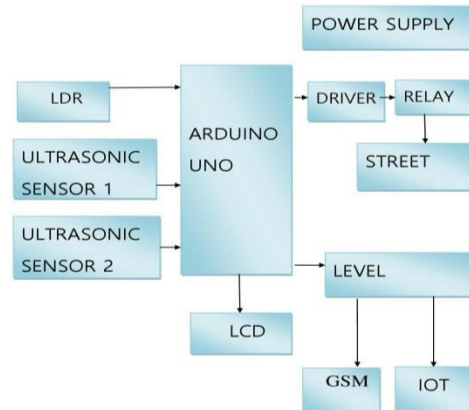 POWER SUPPLY
LDR
ULTRASONIC
SENSOR 1
ULTRASONIC
SENSOR 2
ARDUINO
UNO
DRIVER
RELAY
STREET
LEVEL
LCD
GSM
IOT